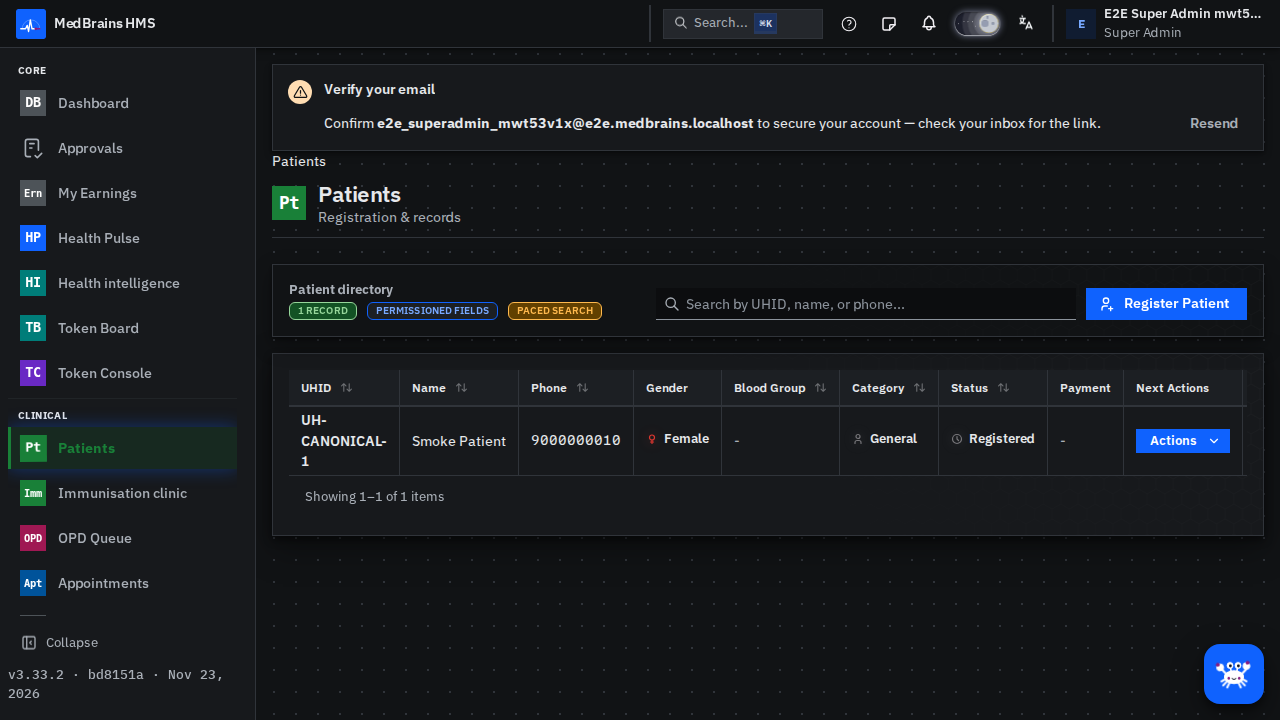 MedBrains HMS
Search...
⌘K
E
E2E Super Admin mwt5...
Super Admin
CORE
DB Dashboard
Approvals
Ern My Earnings
HP Health Pulse
HI Health intelligence
TB Token Board
TC Token Console
CLINICAL
Pt Patients
Imm Immunisation clinic
OPD OPD Queue
Apt Appointments
Collapse
v3.33.2 · bd8151a · Nov 23,
2026
Verify your email
Confirm e2e_superadmin_mwt53v1x@e2e.medbrains.localhost to secure your account — check your inbox for the link.
Resend
Patients
Pt Patients
Registration & records
Patient directory
1 RECORD PERMISSIONED FIELDS PACED SEARCH
Search by UHID, name, or phone...
Register Patient
UHID Name Phone Gender Blood Group Category Status Payment Next Actions
UH-
CANONICAL-
1
Smoke Patient 9000000010 Female - General Registered - Actions
Showing 1–1 of 1 items